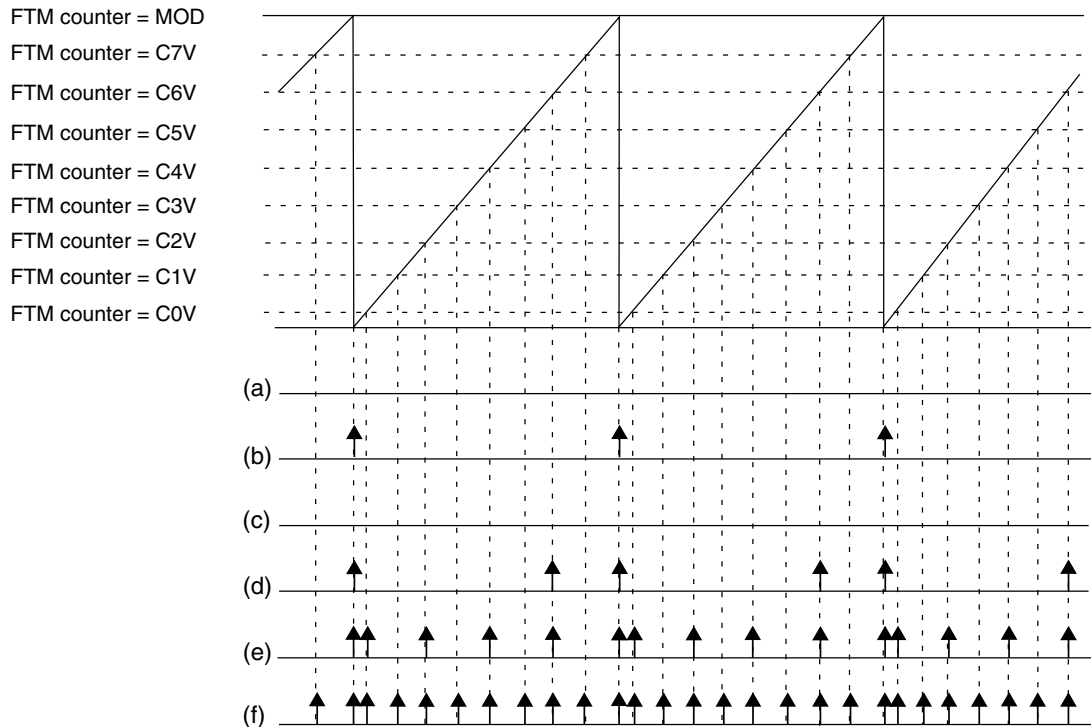 FTM counter = MOD
FTM counter = C7V
FTM counter = C6V
FTM counter = C5V
FTM counter = C4V
FTM counter = C3V
FTM counter = C2V
FTM counter = C1V
FTM counter = C0V
(a)
(b)
(c)
(d)
(e)
(f)